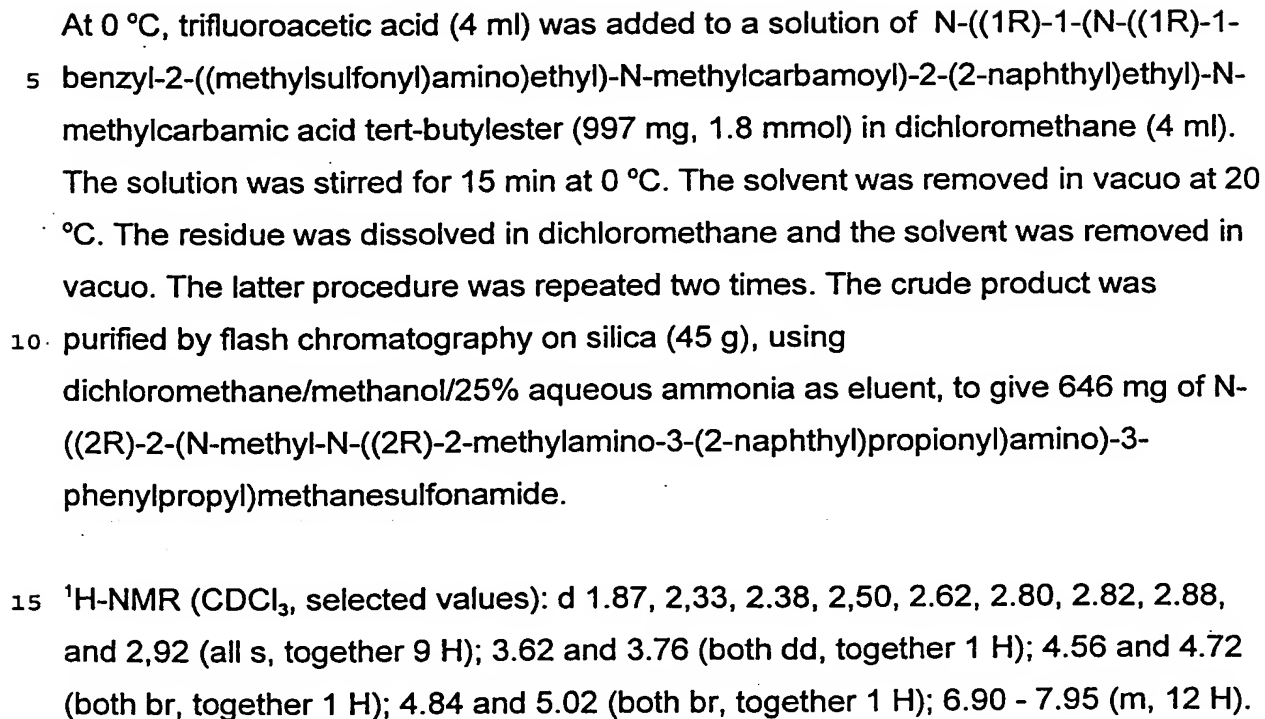 At 0 °C, trifluoroacetic acid (4 ml) was added to a solution of N-((1R)-1-(N-((1R)-1-
5 benzyl-2-((methylsulfonyl)amino)ethyl)-N-methylcarbamoyl)-2-(2-naphthyl)ethyl)-N-
methylcarbamic acid tert-butylester (997 mg, 1.8 mmol) in dichloromethane (4 ml).
The solution was stirred for 15 min at 0 °C. The solvent was removed in vacuo at 20
°C. The residue was dissolved in dichloromethane and the solvent was removed in
vacuo. The latter procedure was repeated two times. The crude product was
10 purified by flash chromatography on silica (45 g), using
dichloromethane/methanol/25% aqueous ammonia as eluent, to give 646 mg of N-
((2R)-2-(N-methyl-N-((2R)-2-methylamino-3-(2-naphthyl)propionyl)amino)-3-
phenylpropyl)methanesulfonamide.
15 ¹H-NMR (CDCl₃, selected values): d 1.87, 2,33, 2.38, 2,50, 2.62, 2.80, 2.82, 2.88,
and 2,92 (all s, together 9 H); 3.62 and 3.76 (both dd, together 1 H); 4.56 and 4.72
(both br, together 1 H); 4.84 and 5.02 (both br, together 1 H); 6.90 - 7.95 (m, 12 H).